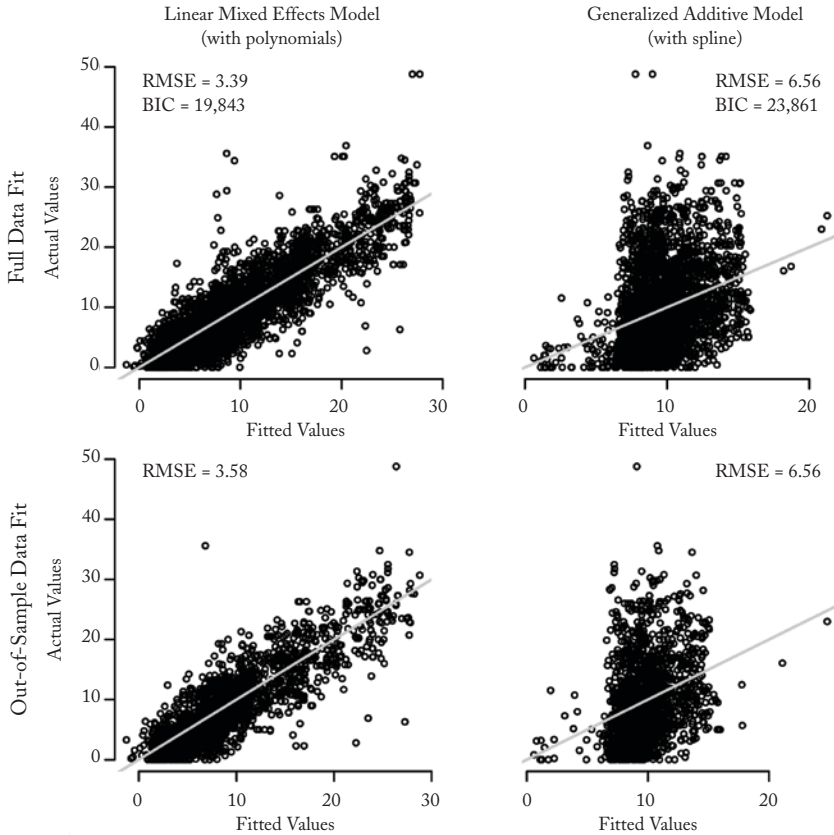 Linear Mixed Effects Model
(with polynomials)
Generalized Additive Model
(with spline)
Full Data Fit
Actual Values
50
40
30
20
10
0
RMSE = 3.39
BIC = 19,843
0 10 20 30
Fitted Values
RMSE = 6.56
BIC = 23,861
0 10 20
Fitted Values
Out-of-Sample Data Fit
Actual Values
50
40
30
20
10
0
RMSE = 3.58
0 10 20 30
Fitted Values
RMSE = 6.56
0 10 20
Fitted Values